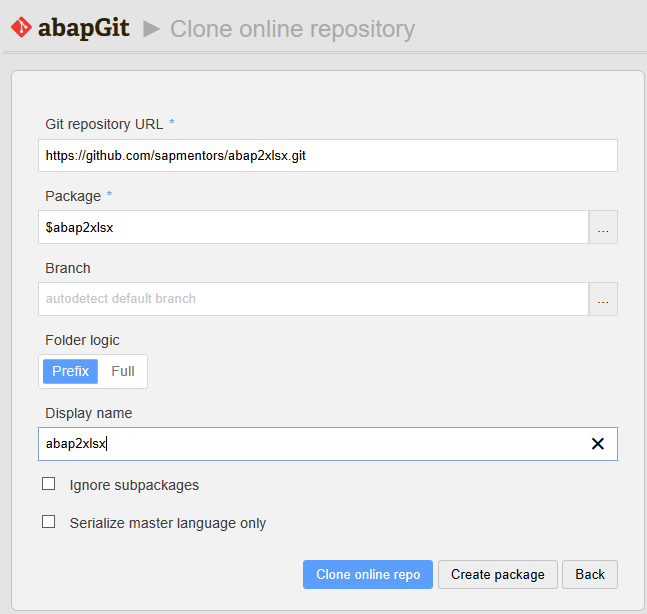 abapGit ▶ Clone online repository
Git repository URL *
https://github.com/sapmentors/abap2xlsx.git
Package *
$abap2xlsx
...
Branch
autodetect default branch
...
Folder logic
Prefix Full
Display name
abap2xlsx
Ignore subpackages
Serialize master language only
Clone online repo Create package Back